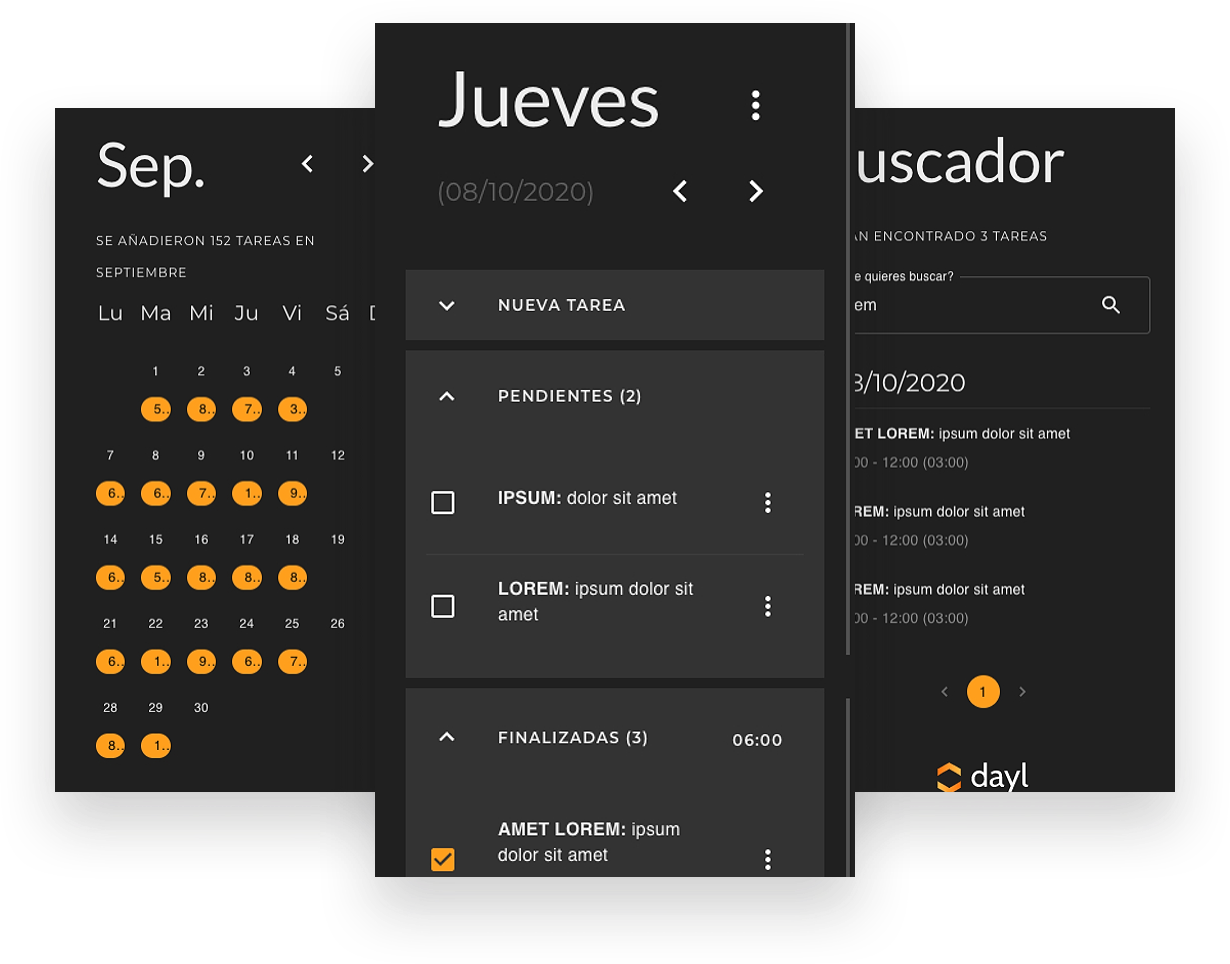 Sep.
SE AÑADIERON 152 TAREAS EN
SEPTIEMBRE
Lu Ma Mi Ju Vi Sá D
1 2 3 4 5
5.. 8.. 7.. 3..
7 8 9 10 11 12
6.. 6.. 7.. 1.. 9..
14 15 16 17 18 19
6.. 5.. 8.. 8.. 8..
21 22 23 24 25 26
6.. 1.. 9.. 6.. 7..
28 29 30
8.. 1..
Jueves
(08/10/2020)
NUEVA TAREA
PENDIENTES (2)
IPSUM: dolor sit amet
LOREM: ipsum dolor sit
amet
FINALIZADAS (3) 06:00
AMET LOREM: ipsum
dolor sit amet
uscador
AN ENCONTRADO 3 TAREAS
e quieres buscar?
em
8/10/2020
ET LOREM: ipsum dolor sit amet
00 - 12:00 (03:00)
REM: ipsum dolor sit amet
00 - 12:00 (03:00)
REM: ipsum dolor sit amet
00 - 12:00 (03:00)
1
dayl